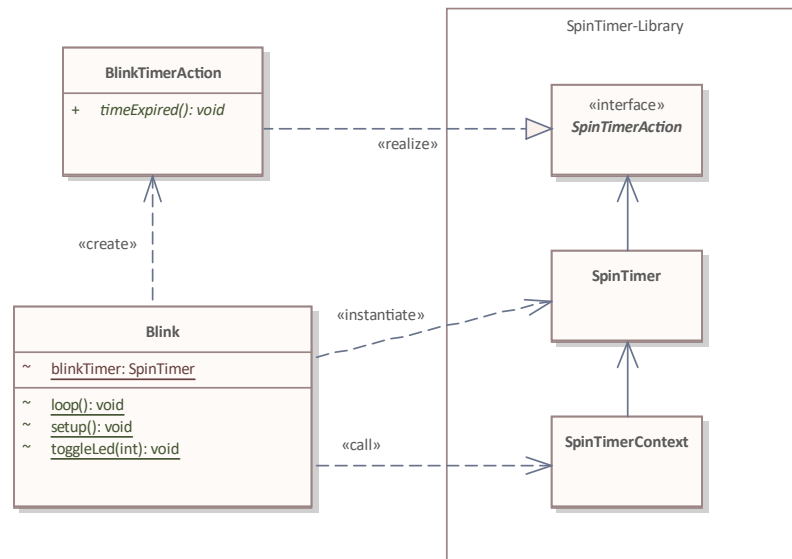 SpinTimer-Library
BlinkTimerAction
+ timeExpired(): void
«interface»
SpinTimerAction
«realize»
«create»
SpinTimer
«instantiate»
Blink
~ blinkTimer: SpinTimer
~ loop(): void
~ setup(): void
~ toggleLed(int): void
«call»
SpinTimerContext